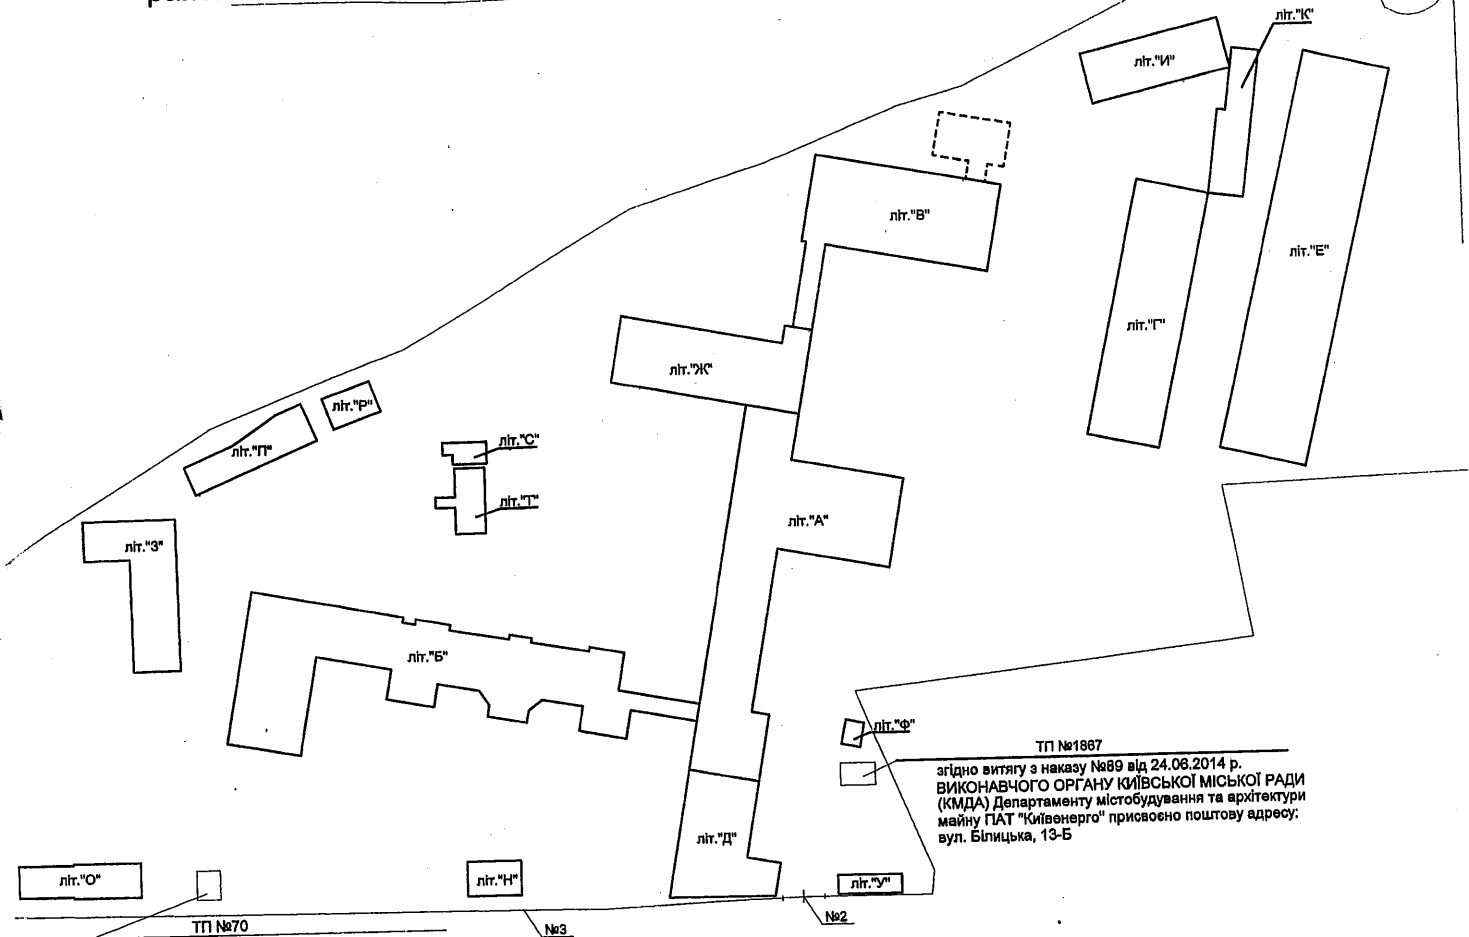 літ."К"
літ."И"
літ."В"
літ."Е"
літ."Г"
літ."Ж"
літ."Р"
літ."П"
літ."С"
літ."Т"
літ."А"
літ."З"
літ."Б"
літ."Ф"
ТП №1867
згідно витягу з наказу №89 від 24.06.2014 р.
ВИКОНАВЧОГО ОРГАНУ КИЇВСЬКОЇ МІСЬКОЇ РАДИ
(КМДА) Департаменту містобудування та архітектури
майну ПАТ "Київенерго" присвоєно поштову адресу:
вул. Білицька, 13-Б
літ."Д"
літ."О"
літ."Н"
літ."У"
№2
ТП №70
№3